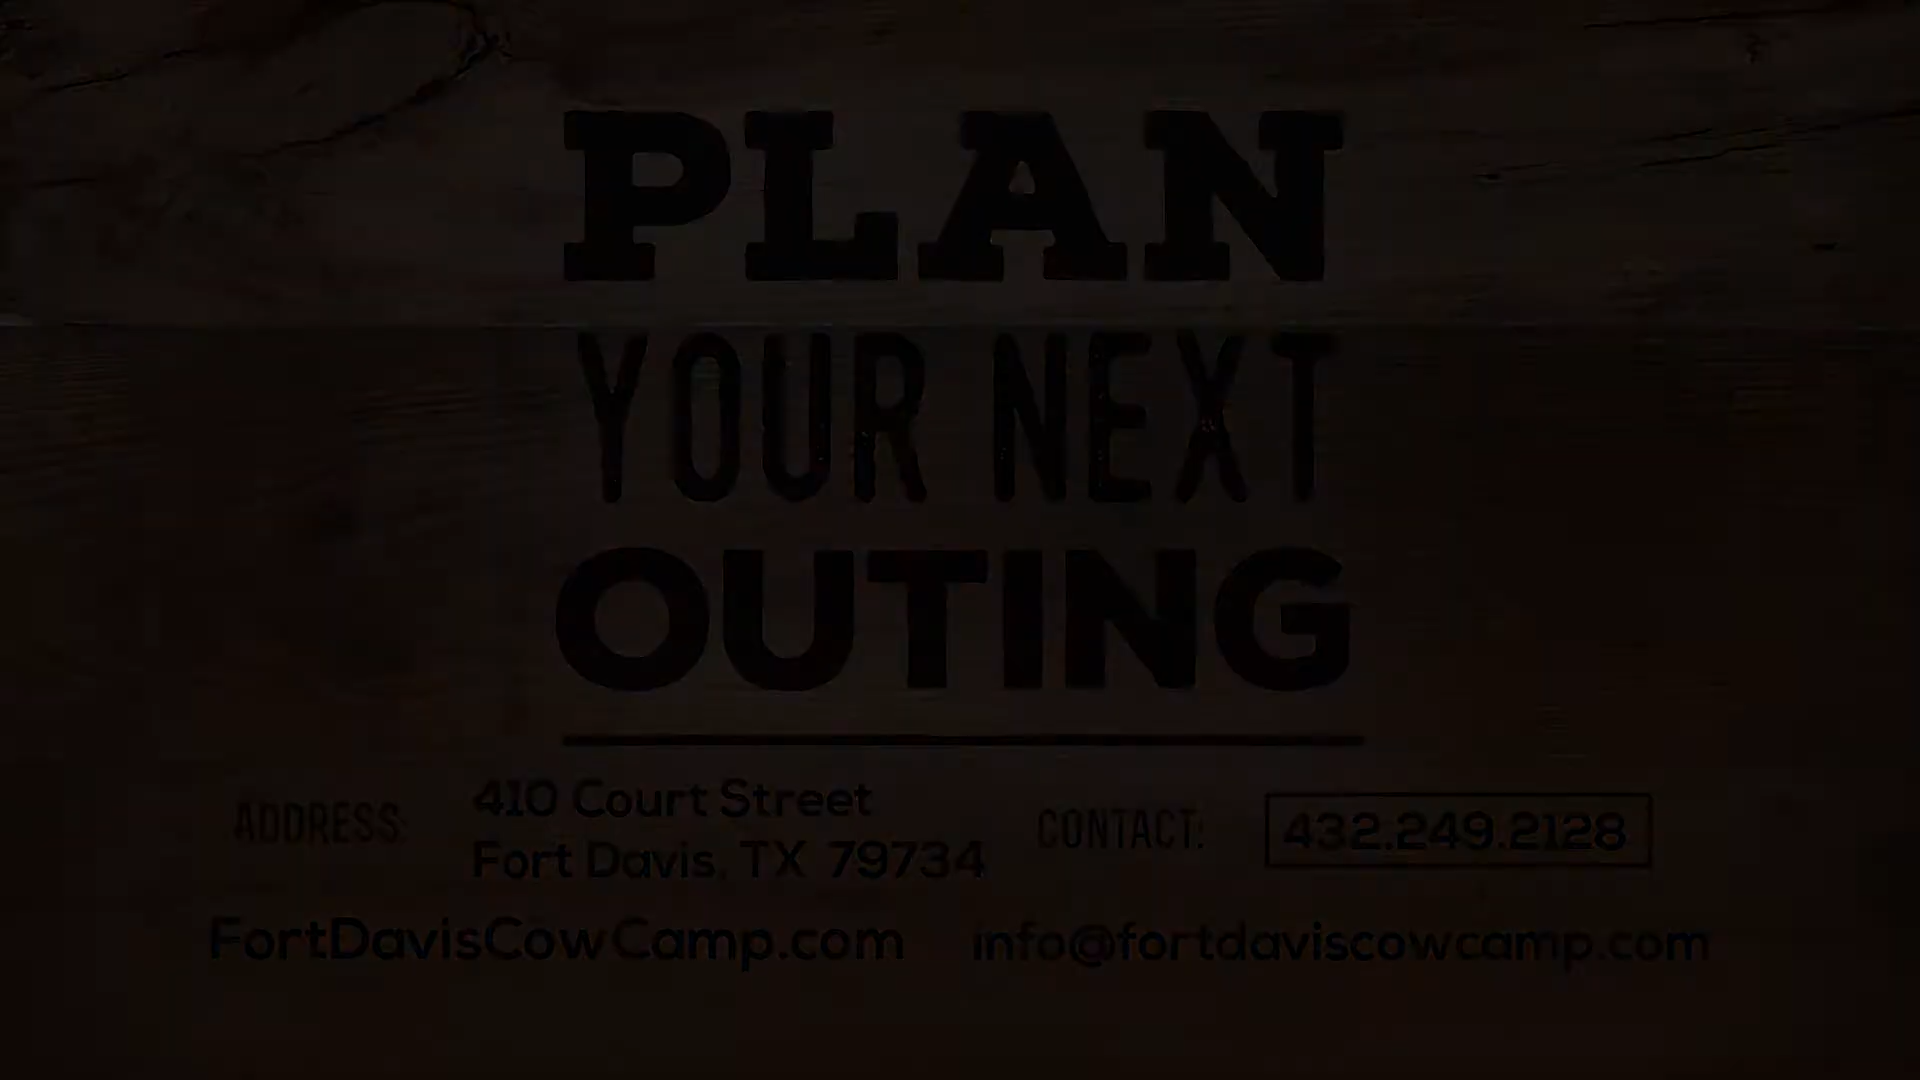 PLAN
YOUR NEXT
OUTING
ADDRESS:
410 Court Street
Fort Davis, TX 79734
CONTACT:
432.249.2128
FortDavisCowCamp.com
info@fortdaviscowcamp.com